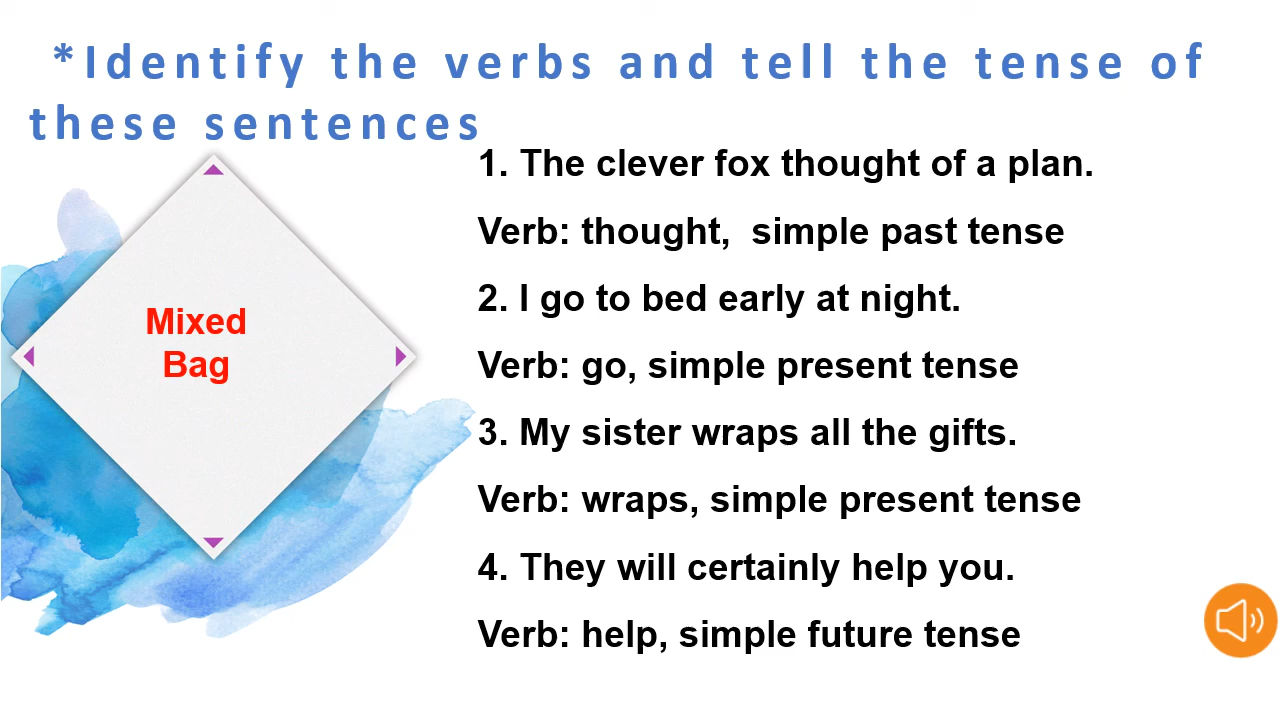 *Identify the verbs and tell the tense of
these sentences
Mixed
Bag
1. The clever fox thought of a plan.
Verb: thought,  simple past tense
2. I go to bed early at night.
Verb: go, simple present tense
3. My sister wraps all the gifts.
Verb: wraps, simple present tense
4. They will certainly help you.
Verb: help, simple future tense